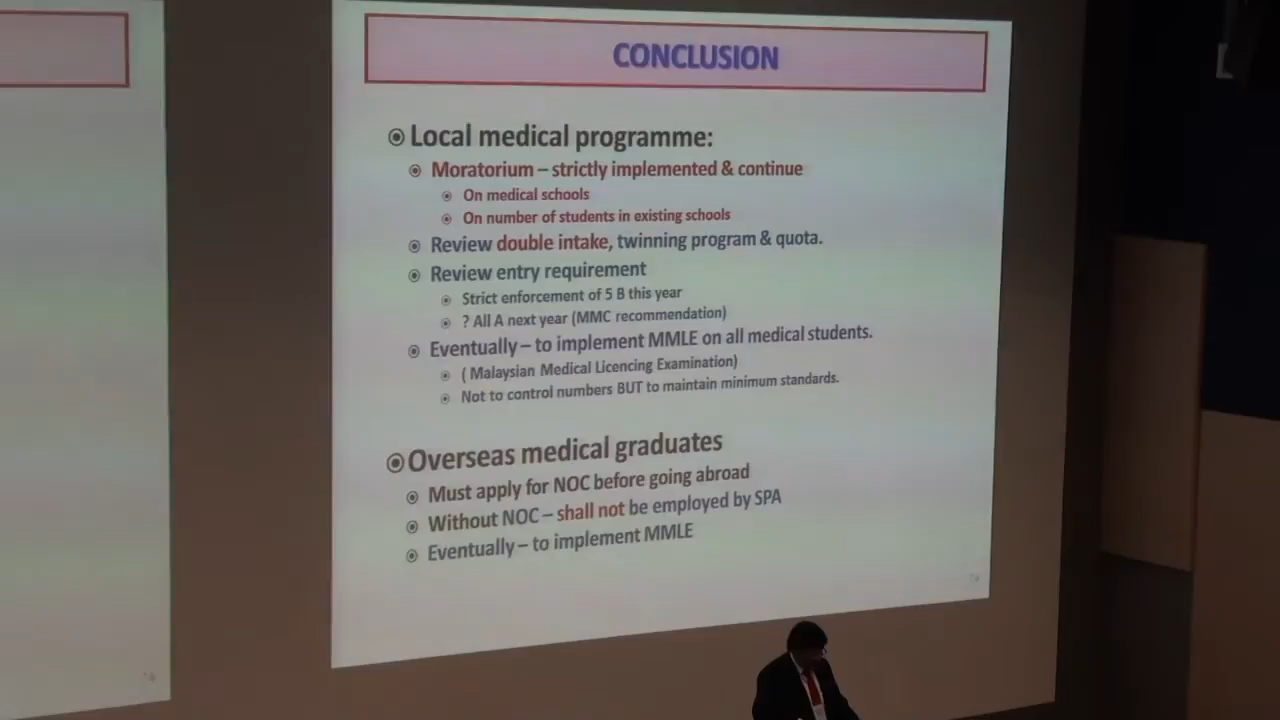 CONCLUSION
Local medical programme:
Moratorium – strictly implemented & continue
On medical schools
On number of students in existing schools
Review double intake, twinning program & quota.
Review entry requirement
Strict enforcement of 5 B this year
? All A next year (MMC recommendation)
Eventually – to implement MMLE on all medical students.
( Malaysian Medical Licencing Examination)
Not to control numbers BUT to maintain minimum standards.
Overseas medical graduates
Must apply for NOC before going abroad
Without NOC – shall not be employed by SPA
Eventually – to implement MMLE